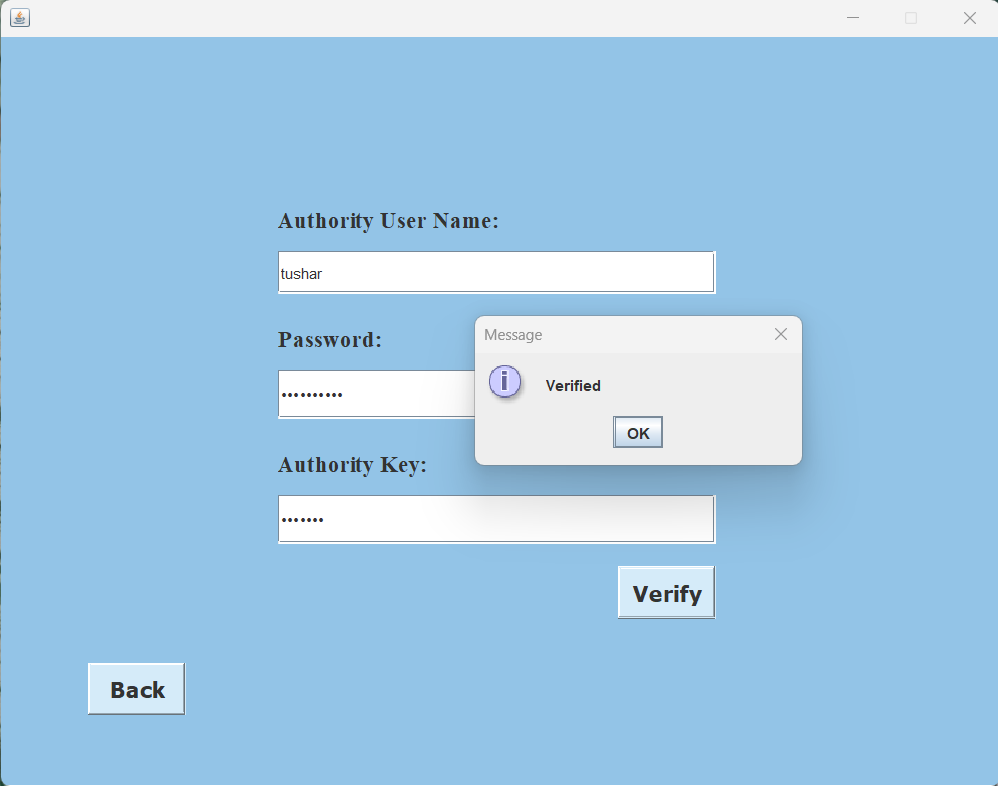 Authority User Name:
tushar
Password:
••••••••••
Message
Verified
OK
Authority Key:
•••••••
Verify
Back